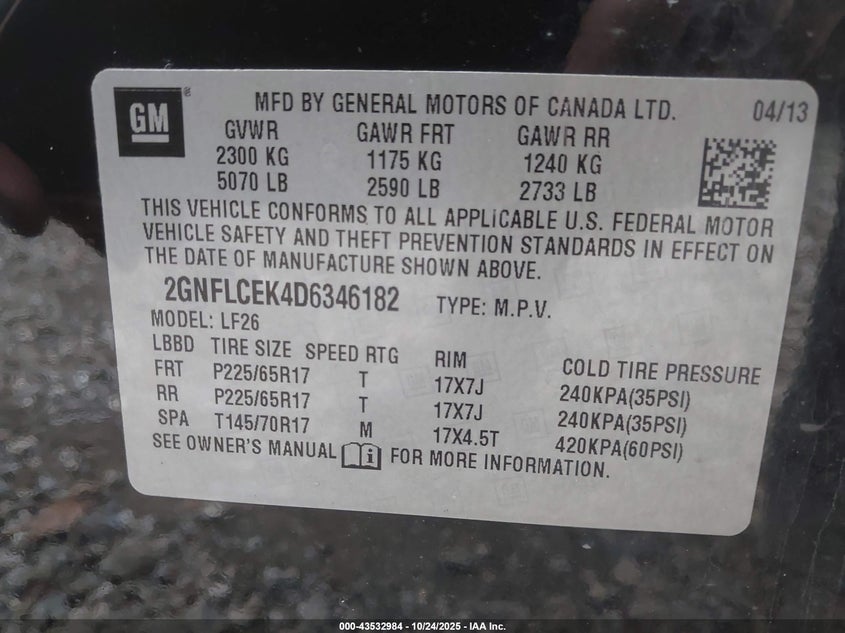 GM ®
MFD BY GENERAL MOTORS OF CANADA LTD. 04/13
GVWR GAWR FRT GAWR RR
2300 KG 1175 KG 1240 KG
5070 LB 2590 LB 2733 LB
THIS VEHICLE CONFORMS TO ALL APPLICABLE U.S. FEDERAL MOTOR
VEHICLE SAFETY AND THEFT PREVENTION STANDARDS IN EFFECT ON
THE DATE OF MANUFACTURE SHOWN ABOVE.
2GNFLCEK4D6346182 TYPE: M.P.V.
MODEL: LF26
LBBD TIRE SIZE SPEED RTG RIM COLD TIRE PRESSURE
FRT P225/65R17 T 17X7J 240KPA(35PSI)
RR P225/65R17 T 17X7J 240KPA(35PSI)
SPA T145/70R17 M 17X4.5T 420KPA(60PSI)
SEE OWNER'S MANUAL FOR MORE INFORMATION.
000-43532984 - 10/24/2025 - IAA Inc.